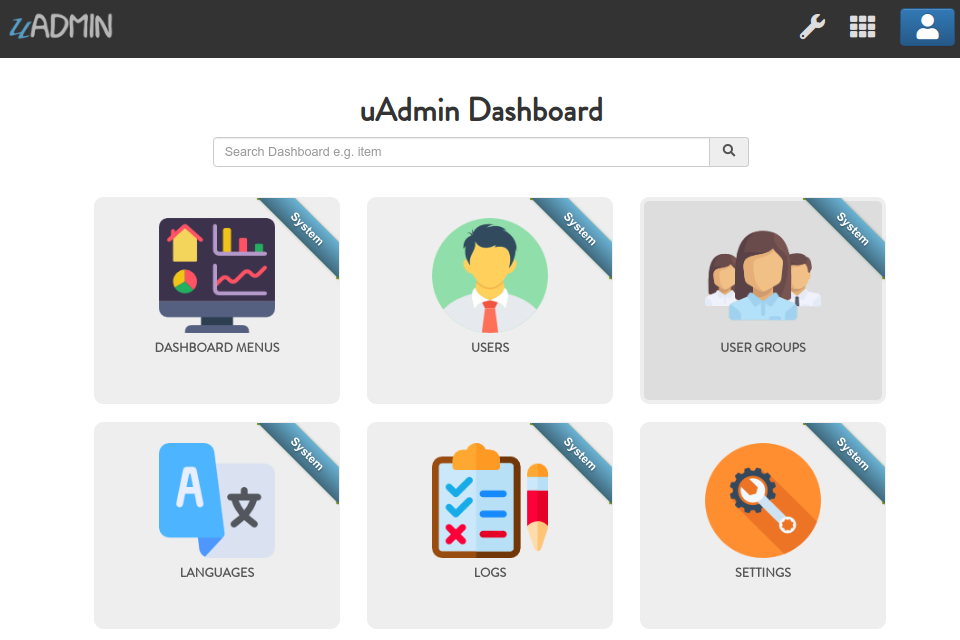 uADMIN
uAdmin Dashboard
Search Dashboard e.g. item
System
System
System
DASHBOARD MENUS
USERS
USER GROUPS
System
System
System
A 文
LANGUAGES
LOGS
SETTINGS